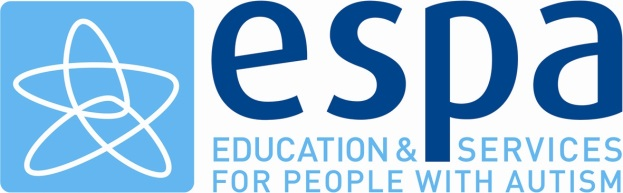 espa
EDUCATION & SERVICES
FOR PEOPLE WITH AUTISM